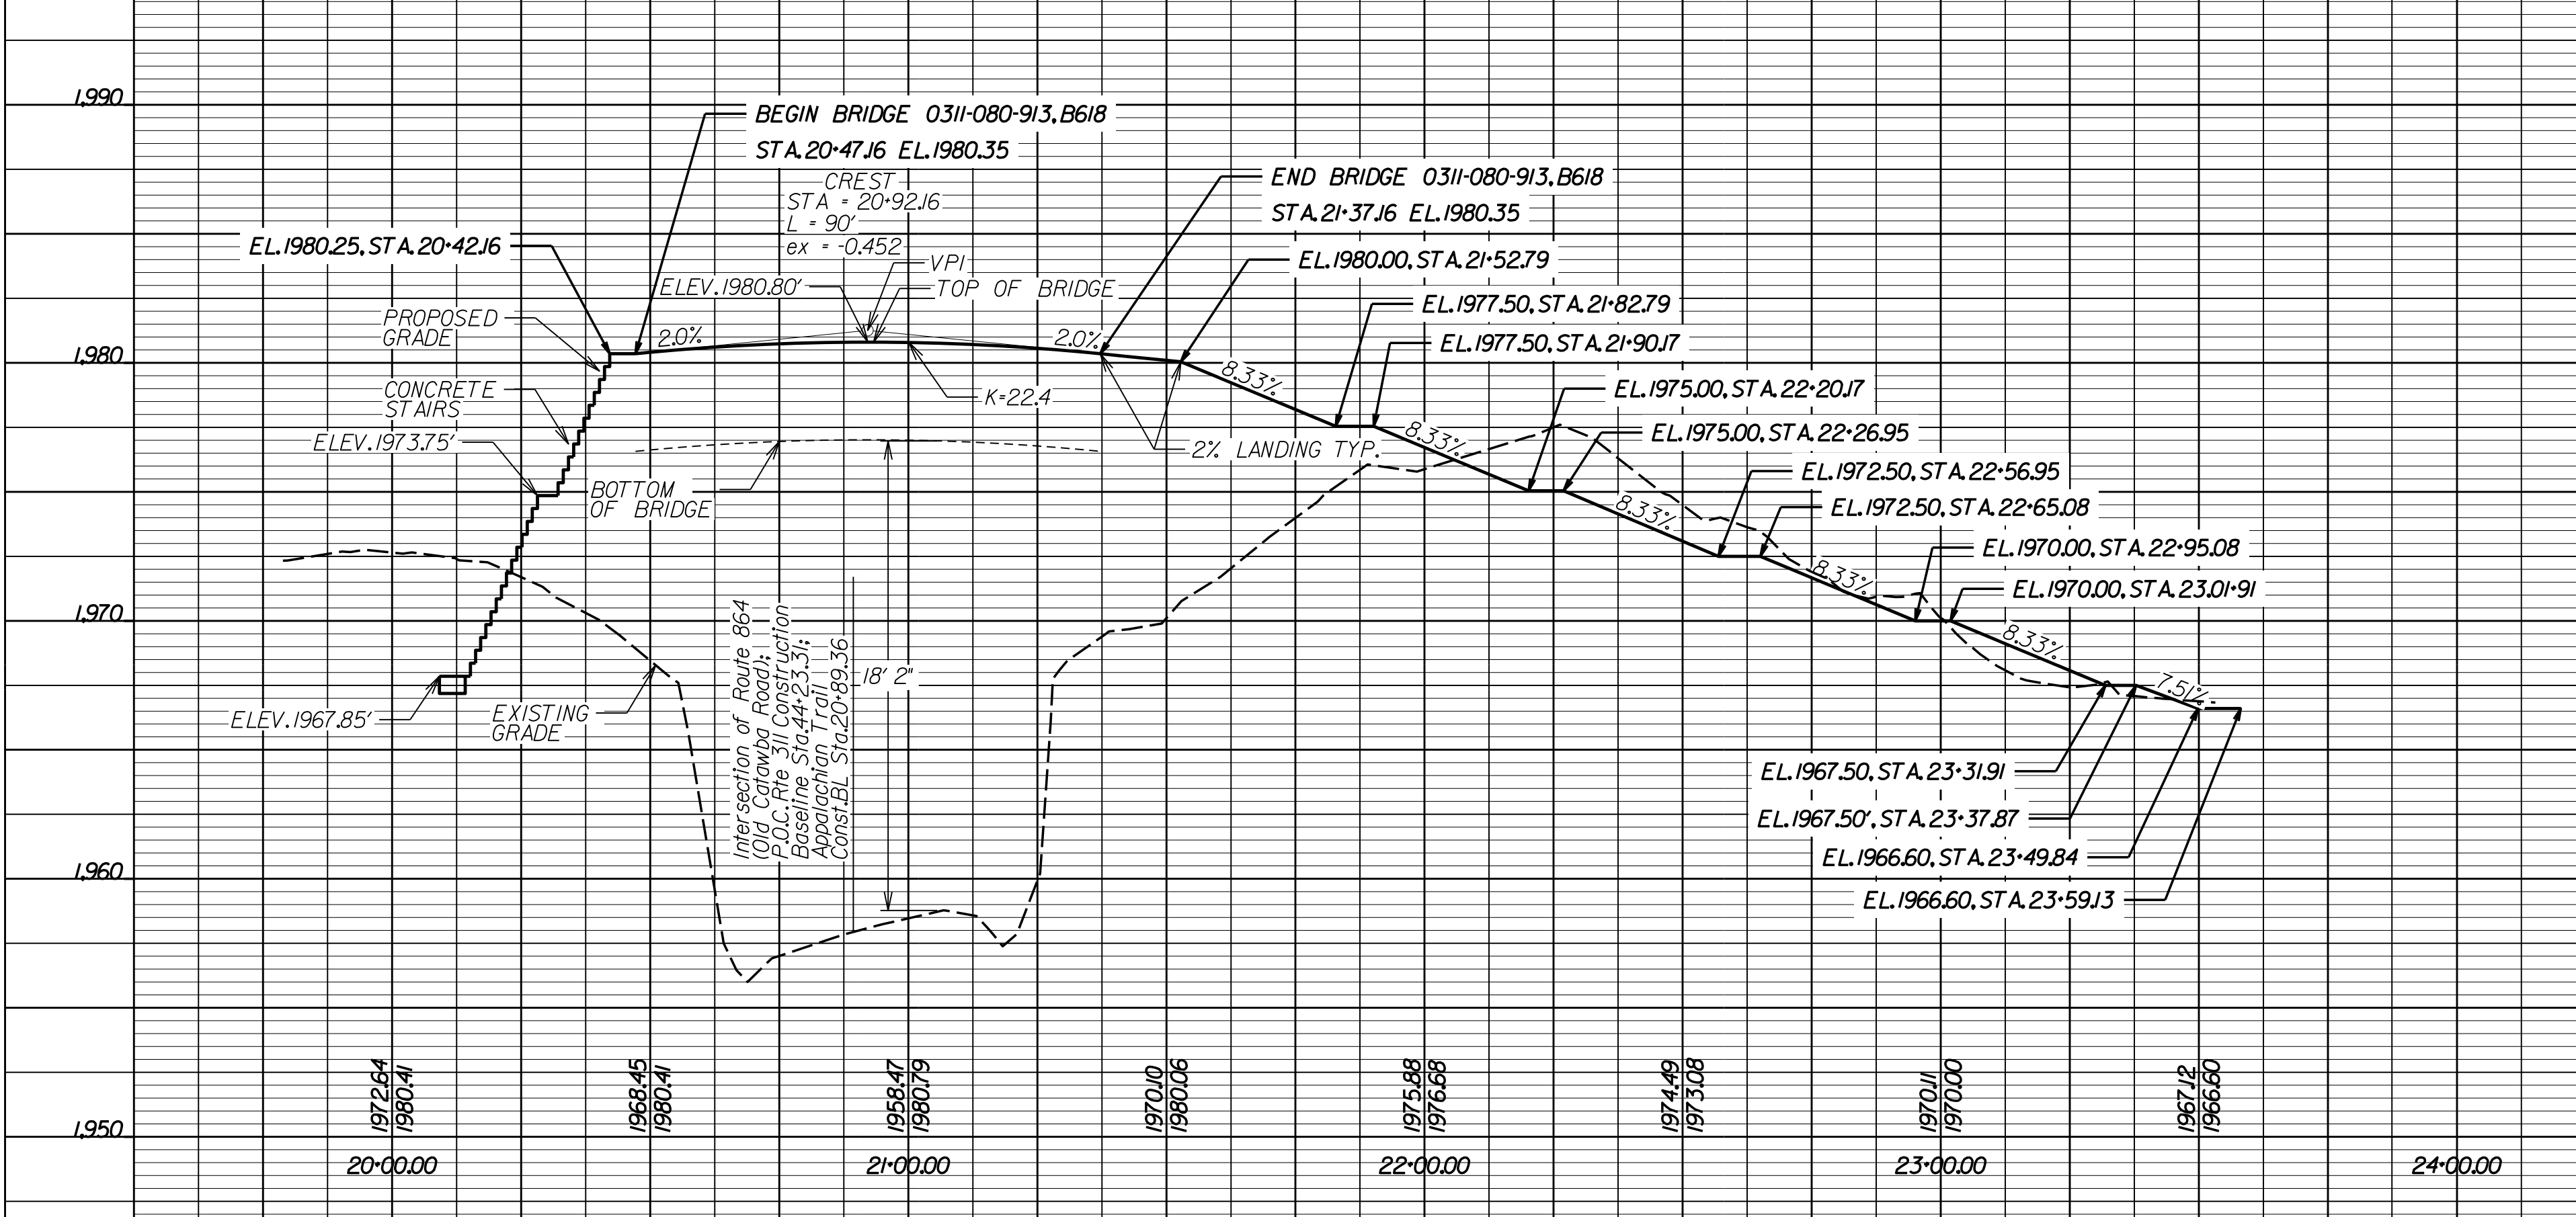 1,990
1,980
1,970
1,960
1,950
BEGIN BRIDGE 0311-080-913, B618
STA. 20+47.16 EL. 1980.35
CREST
STA = 20+92.16
L = 90'
ex = -0.452
END BRIDGE 0311-080-913, B618
STA. 21+37.16 EL. 1980.35
EL. 1980.25, STA. 20+42.16
EL. 1980.00, STA. 21+52.79
VPI
ELEV. 1980.80'
TOP OF BRIDGE
EL. 1977.50, STA. 21+82.79
PROPOSED
GRADE
2.0%
2.0%
EL. 1977.50, STA. 21+90.17
8.33%
CONCRETE
STAIRS
K=22.4
EL. 1975.00, STA. 22+20.17
ELEV. 1973.75'
8.33%
2% LANDING TYP.
EL. 1975.00, STA. 22+26.95
EL. 1972.50, STA. 22+56.95
BOTTOM
OF BRIDGE
8.33%
EL. 1972.50, STA. 22+65.08
EL. 1970.00, STA. 22+95.08
8.33%
EL. 1970.00, STA. 23.01+91
8.33%
Intersection of Route 864
(Old Catawba Road);
P.O.C. Rte 311 Construction
Baseline Sta. 44+23.31;
Appalachian Trail
Const. BL Sta. 20+89.36
18' 2"
7.51%
ELEV. 1967.85'
EXISTING
GRADE
EL. 1967.50, STA. 23+31.91
EL. 1967.50', STA. 23+37.87
EL. 1966.60, STA. 23+49.84
EL. 1966.60, STA. 23+59.13
1972.64
1980.41
1968.45
1980.41
1958.47
1980.79
1970.10
1980.06
1975.88
1976.68
1974.49
1973.08
1970.11
1970.00
1967.12
1966.60
20+00.00
21+00.00
22+00.00
23+00.00
24+00.00